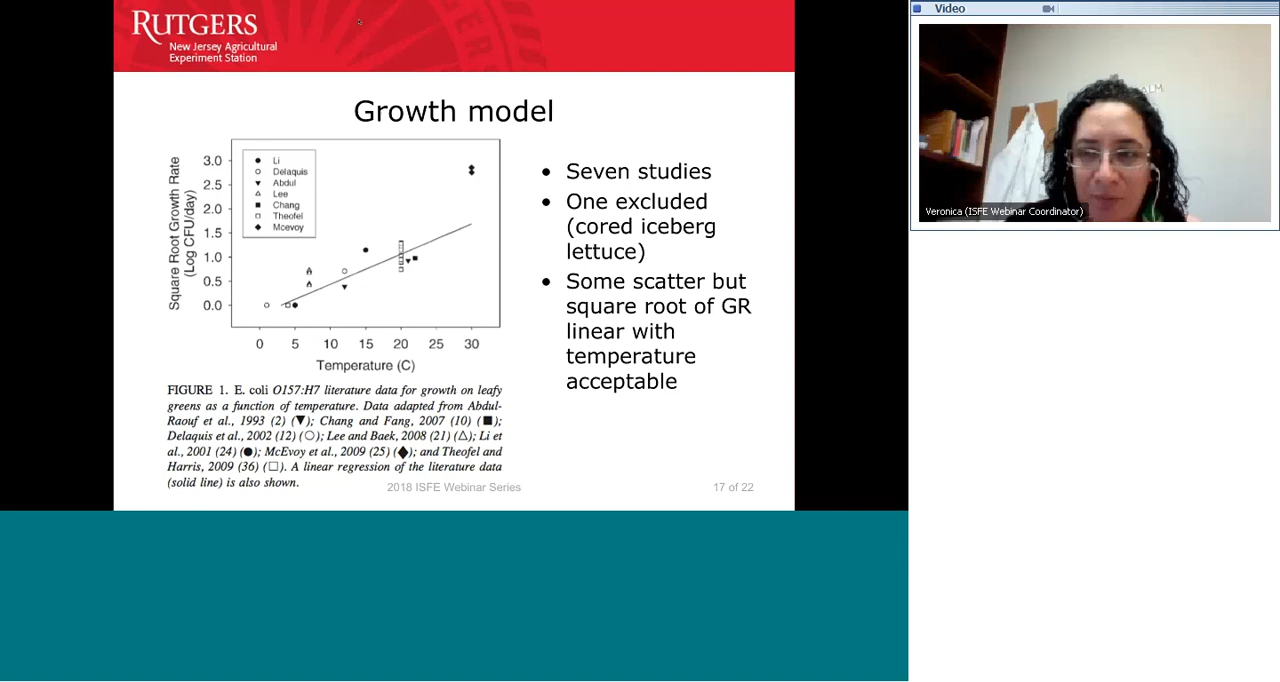 RUTGERS
New Jersey Agricultural
Experiment Station
Growth model
Square Root Growth Rate
(Log CFU/day)
3.0
2.5
2.0
1.5
1.0
0.5
0.0
Li
Delaquis
Abdul
Lee
Chang
Theofel
Mcevoy
0 5 10 15 20 25 30
Temperature (C)
FIGURE 1. E. coli O157:H7 literature data for growth on leafy
greens as a function of temperature. Data adapted from Abdul-
Raouf et al., 1993 (2) (▼); Chang and Fang, 2007 (10) (■);
Delaquis et al., 2002 (12) (○); Lee and Baek, 2008 (21) (△); Li et
al., 2001 (24) (●); McEvoy et al., 2009 (25) (◆); and Theofel and
Harris, 2009 (36) (□). A linear regression of the literature data
(solid line) is also shown.
• Seven studies
• One excluded
(cored iceberg
lettuce)
• Some scatter but
square root of GR
linear with
temperature
acceptable
2018 ISFE Webinar Series
17 of 22
Video
Veronica (ISFE Webinar Coordinator)